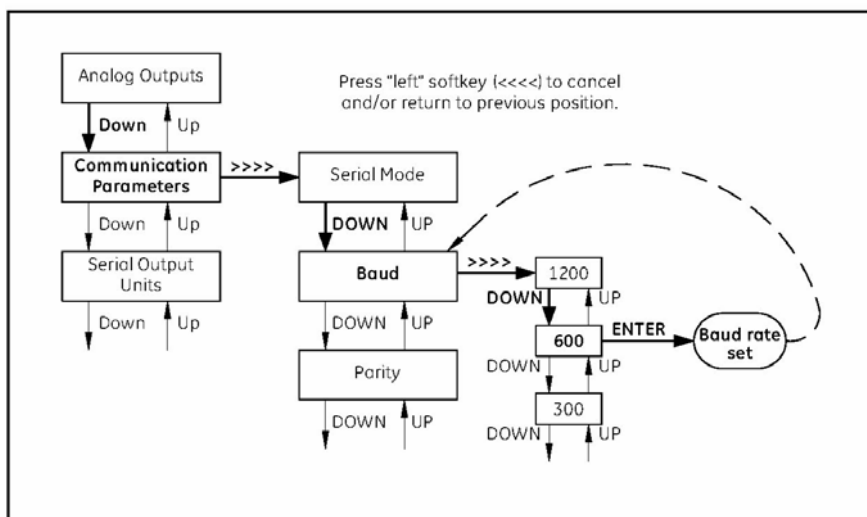 Analog Outputs
Press "left" softkey (<<<<) to cancel
and/or return to previous position.
Down
Up
Communication
Parameters
>>>>
Serial Mode
Down
Up
DOWN
UP
Serial Output
Units
Baud
>>>>
1200
Down
Up
DOWN
UP
DOWN
UP
600
ENTER
Baud rate
set
Parity
DOWN
UP
300
DOWN
UP
DOWN
UP